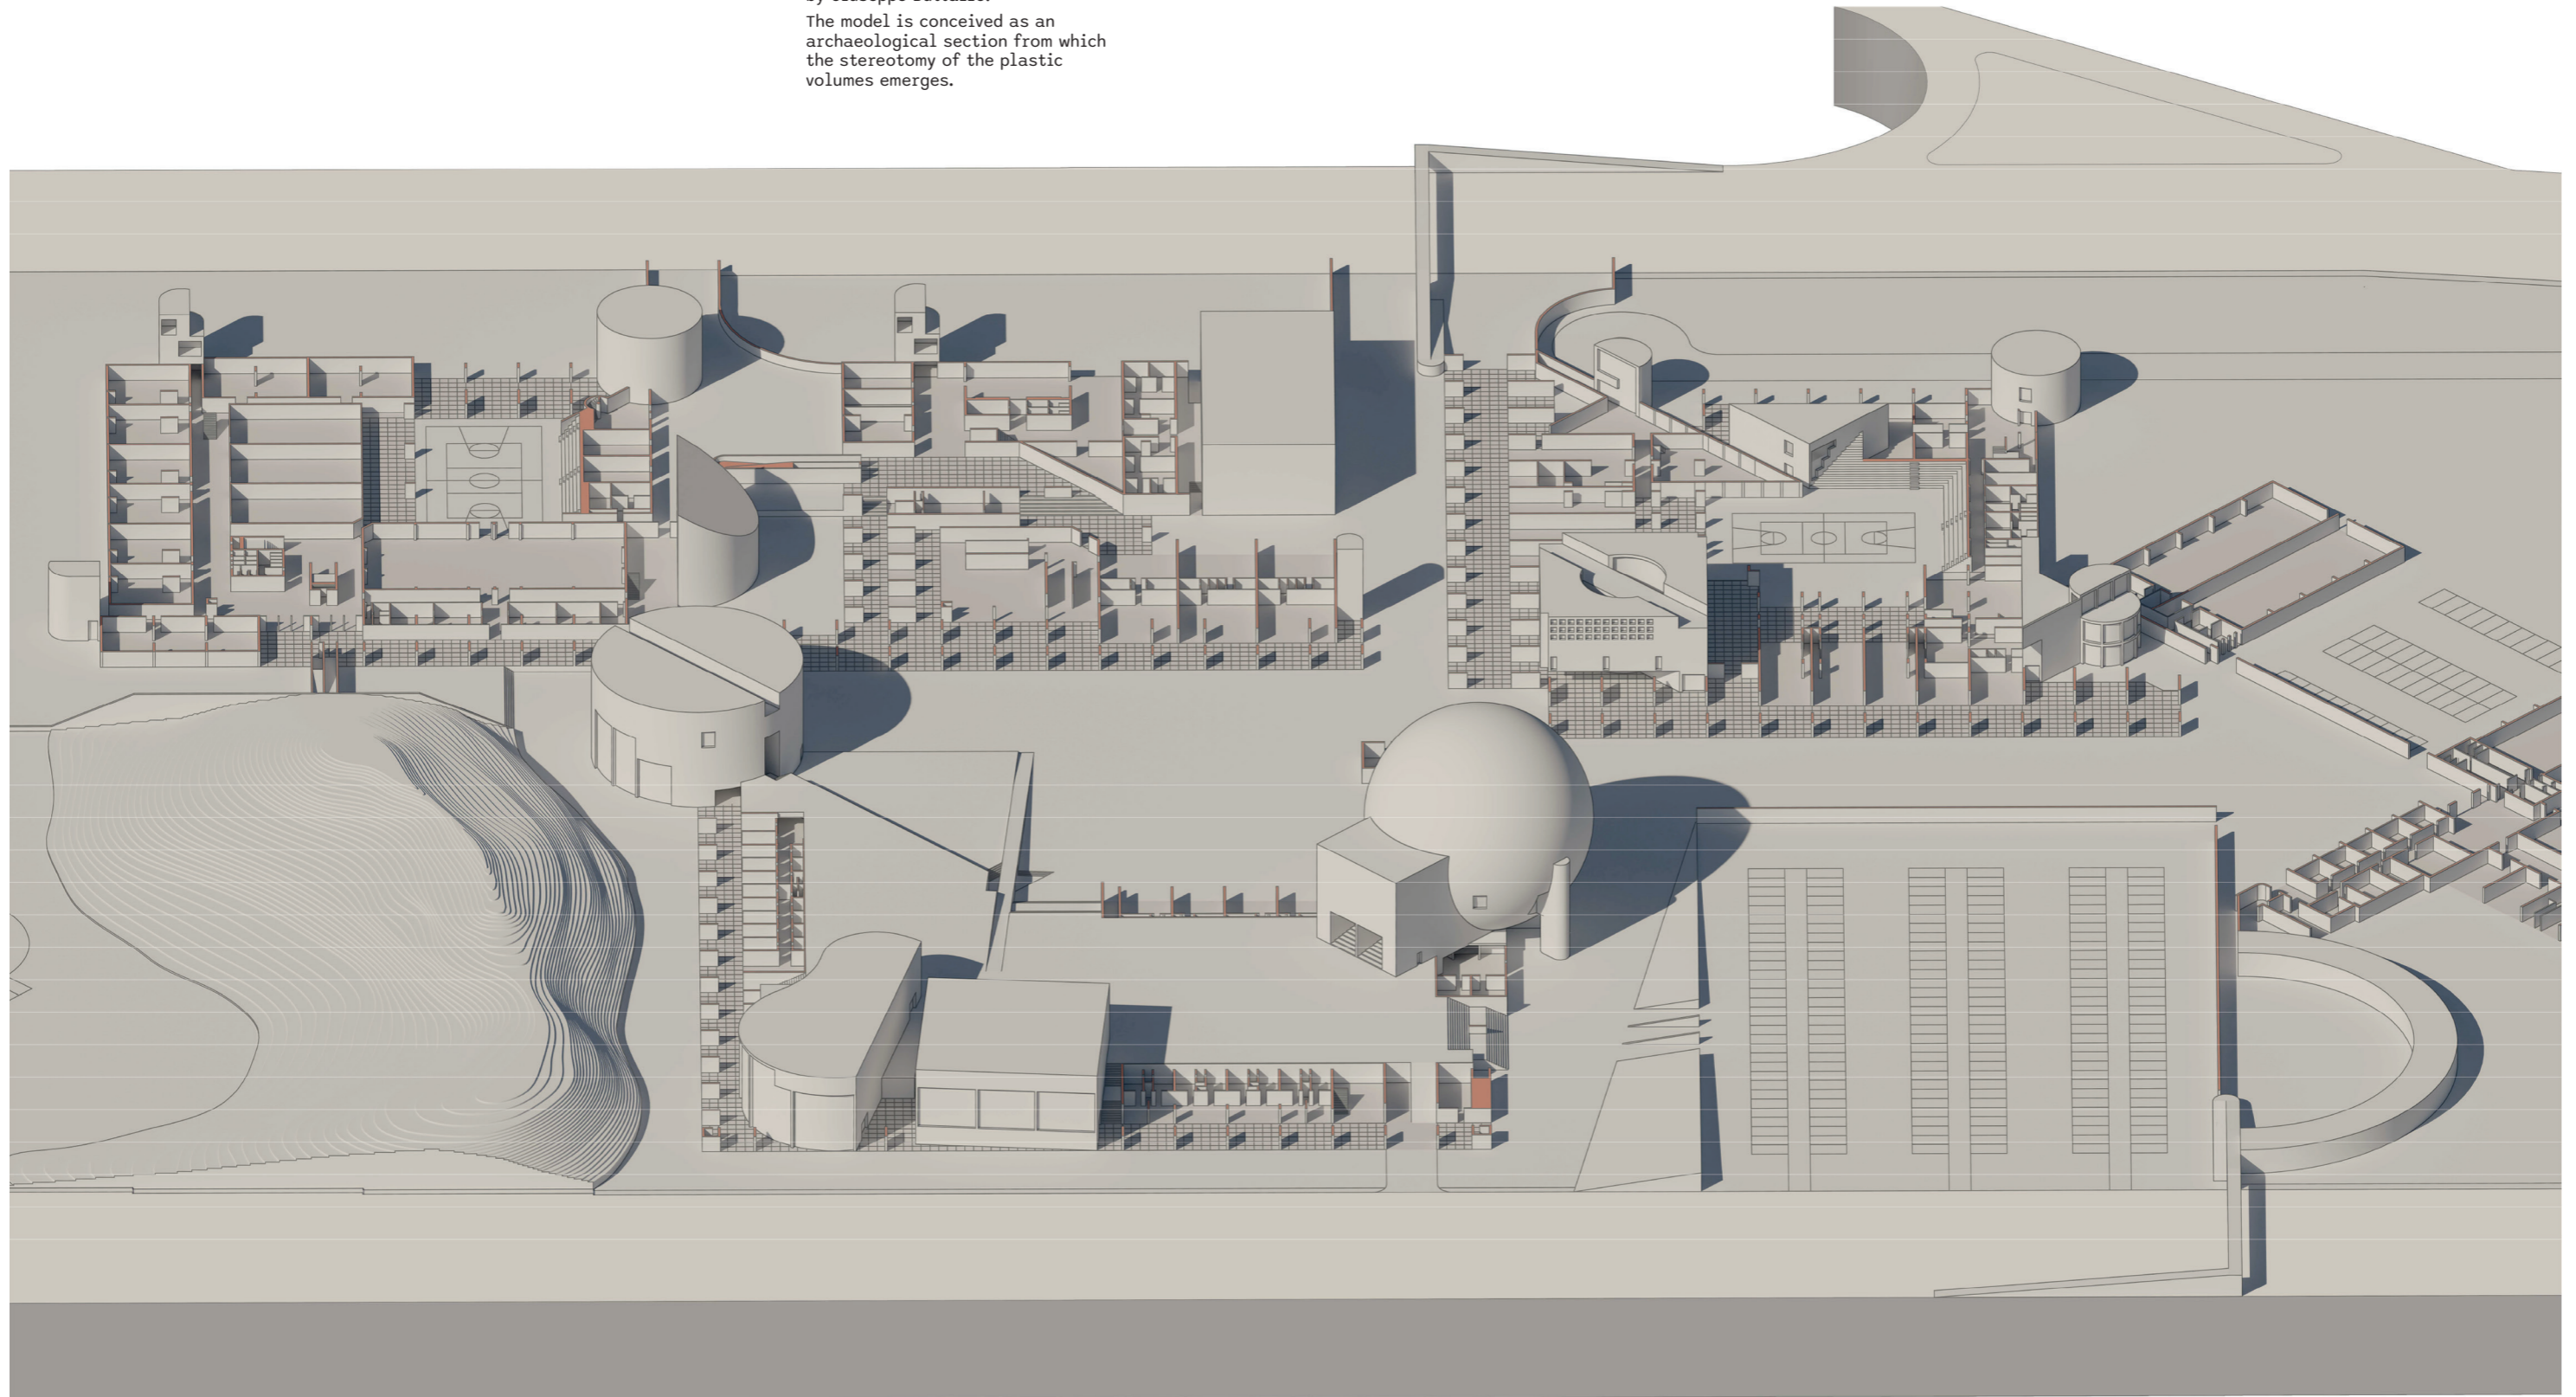 The model is conceived as an
archaeological section from which
the stereotomy of the plastic
volumes emerges.